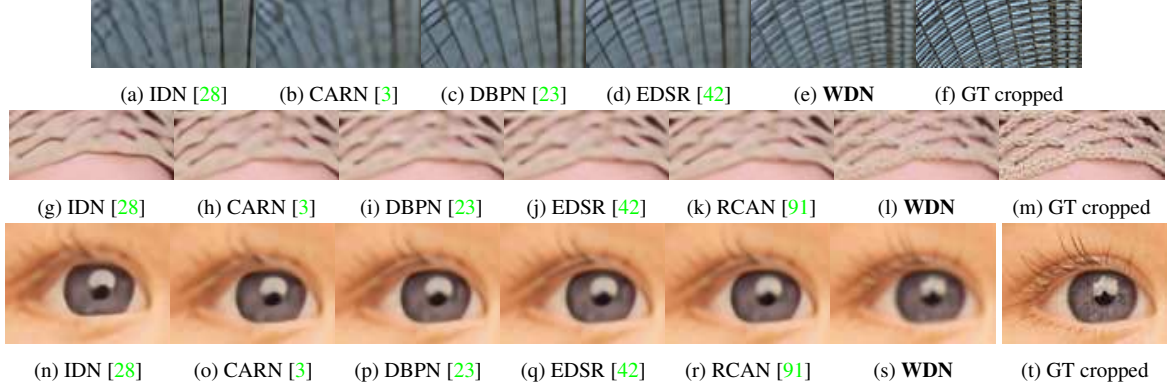 (a) IDN [28] (b) CARN [3] (c) DBPN [23] (d) EDSR [42] (e) WDN (f) GT cropped
(g) IDN [28] (h) CARN [3] (i) DBPN [23] (j) EDSR [42] (k) RCAN [91] (l) WDN (m) GT cropped
(n) IDN [28] (o) CARN [3] (p) DBPN [23] (q) EDSR [42] (r) RCAN [91] (s) WDN (t) GT cropped